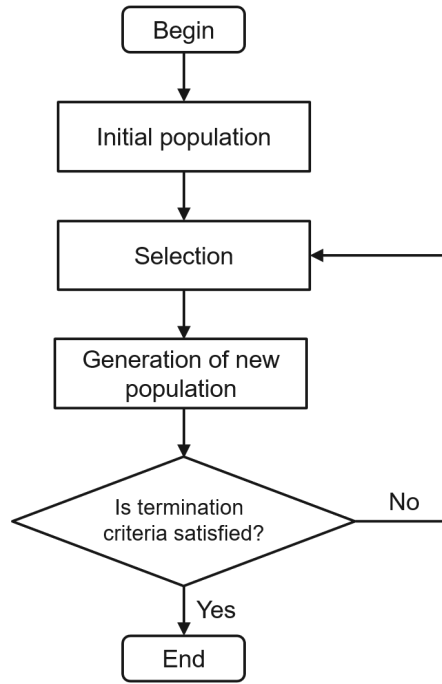 Begin
Initial population
Selection
Generation of new
population
Is termination
criteria satisfied?
No
Yes
End